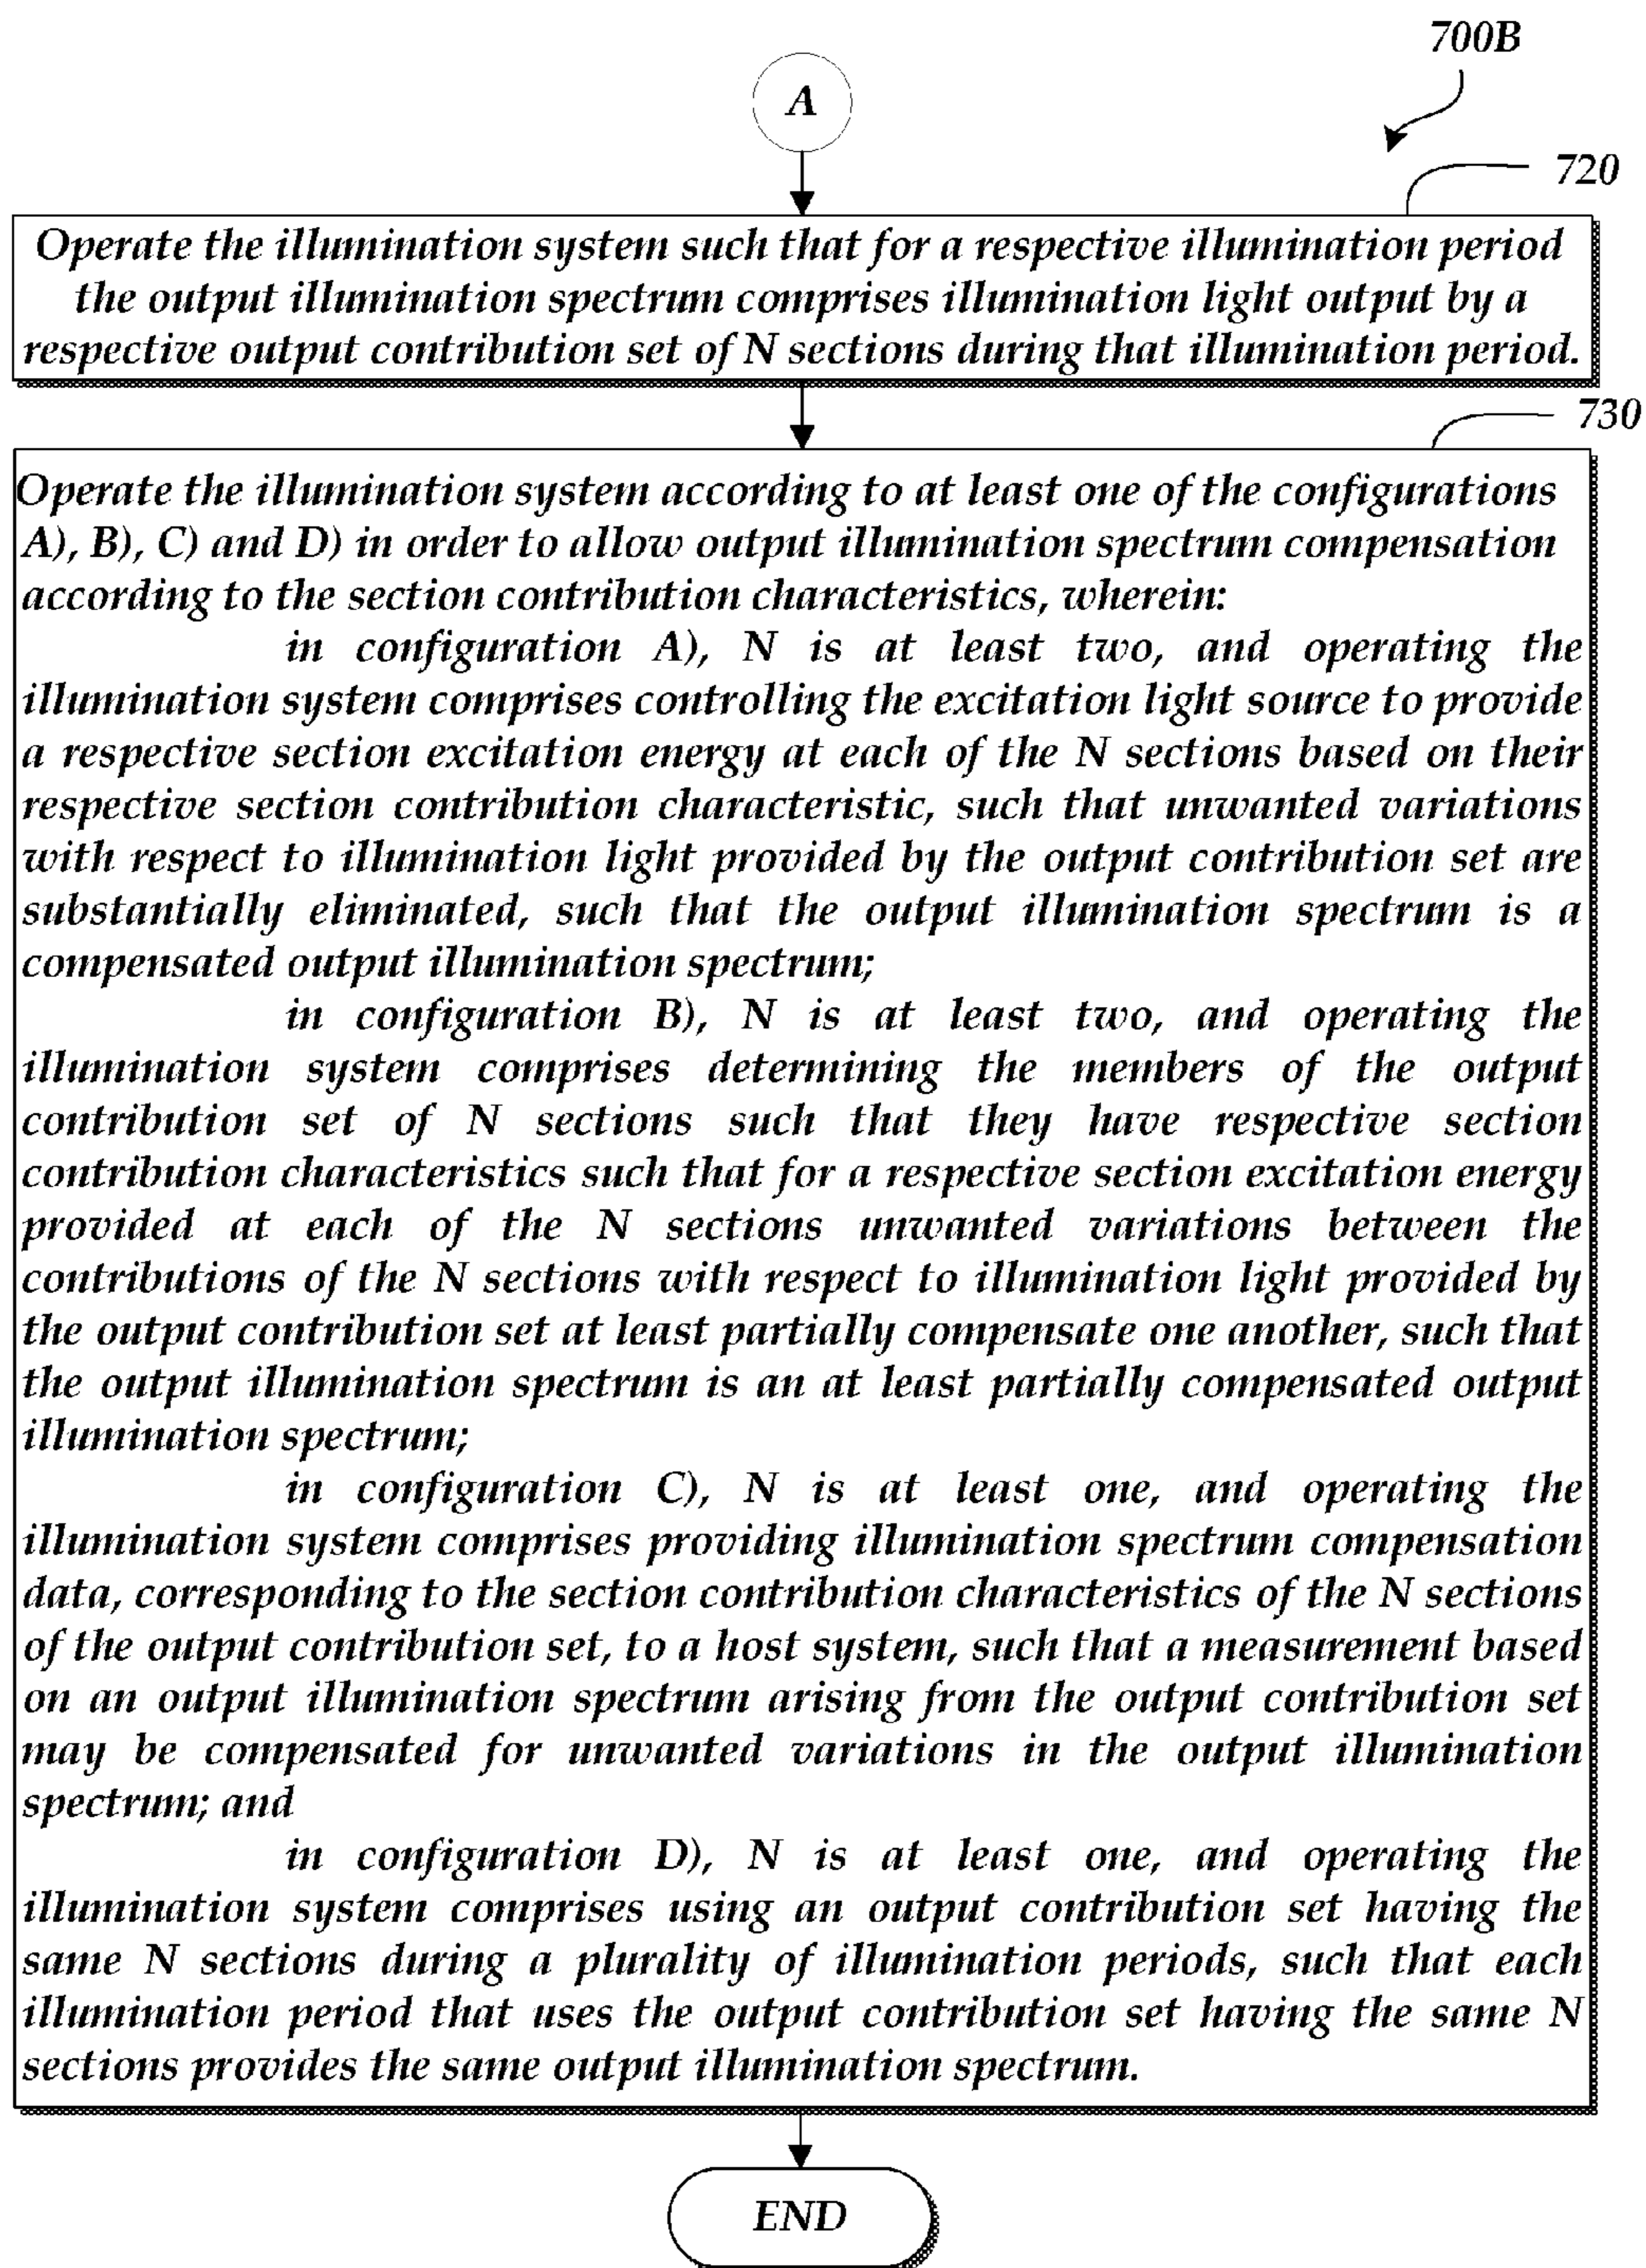 700B
A
720
Operate the illumination system such that for a respective illumination period
the output illumination spectrum comprises illumination light output by a
respective output contribution set of N sections during that illumination period.
730
Operate the illumination system according to at least one of the configurations
A), B), C) and D) in order to allow output illumination spectrum compensation
according to the section contribution characteristics, wherein:
in configuration A), N is at least two, and operating the
illumination system comprises controlling the excitation light source to provide
a respective section excitation energy at each of the N sections based on their
respective section contribution characteristic, such that unwanted variations
with respect to illumination light provided by the output contribution set are
substantially eliminated, such that the output illumination spectrum is a
compensated output illumination spectrum;
in configuration B), N is at least two, and operating the
illumination system comprises determining the members of the output
contribution set of N sections such that they have respective section
contribution characteristics such that for a respective section excitation energy
provided at each of the N sections unwanted variations between the
contributions of the N sections with respect to illumination light provided by
the output contribution set at least partially compensate one another, such that
the output illumination spectrum is an at least partially compensated output
illumination spectrum;
in configuration C), N is at least one, and operating the
illumination system comprises providing illumination spectrum compensation
data, corresponding to the section contribution characteristics of the N sections
of the output contribution set, to a host system, such that a measurement based
on an output illumination spectrum arising from the output contribution set
may be compensated for unwanted variations in the output illumination
spectrum; and
in configuration D), N is at least one, and operating the
illumination system comprises using an output contribution set having the
same N sections during a plurality of illumination periods, such that each
illumination period that uses the output contribution set having the same N
sections provides the same output illumination spectrum.
END